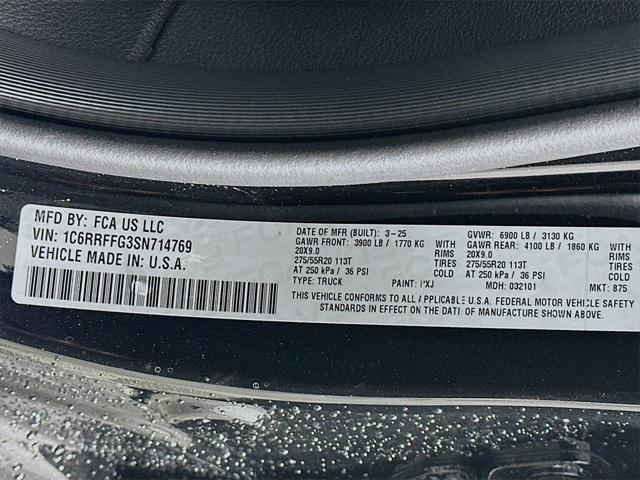 MFD BY: FCA US LLC
VIN: 1C6RRFFG3SN714769
VEHICLE MADE IN: U.S.A.
DATE OF MFR (BUILT): 3-25 GVWR: 6900 LB / 3130 KG
GAWR FRONT: 3900 LB / 1770 KG WITH GAWR REAR: 4100 LB / 1860 KG WITH
20X9.0 RIMS 20X9.0 RIMS
275/55R20 113T TIRES 275/55R20 113T TIRES
AT 250 kPa / 36 PSI COLD AT 250 kPa / 36 PSI COLD
TYPE: TRUCK PAINT: PXJ MDH: 032101 MKT: 875
THIS VEHICLE CONFORMS TO ALL APPLICABLE U.S.A. FEDERAL MOTOR VEHICLE SAFETY
STANDARDS IN EFFECT ON THE DATE OF MANUFACTURE SHOWN ABOVE